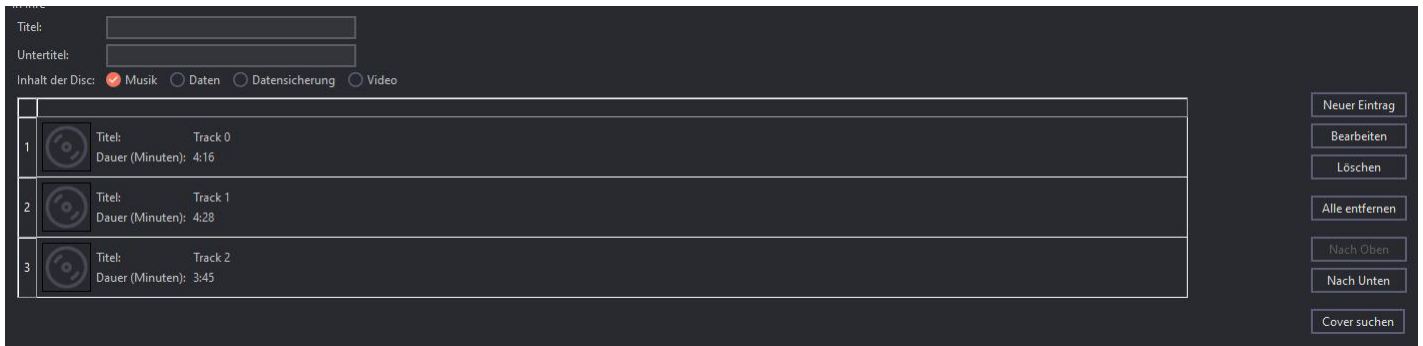 Titel:
Untertitel:
Inhalt der Disc: Musik Daten Datensicherung Video
Neuer Eintrag
1 Titel: Track 0
Dauer (Minuten): 4:16
Bearbeiten
Löschen
2 Titel: Track 1
Dauer (Minuten): 4:28
Alle entfernen
3 Titel: Track 2
Dauer (Minuten): 3:45
Nach Oben
Nach Unten
Cover suchen